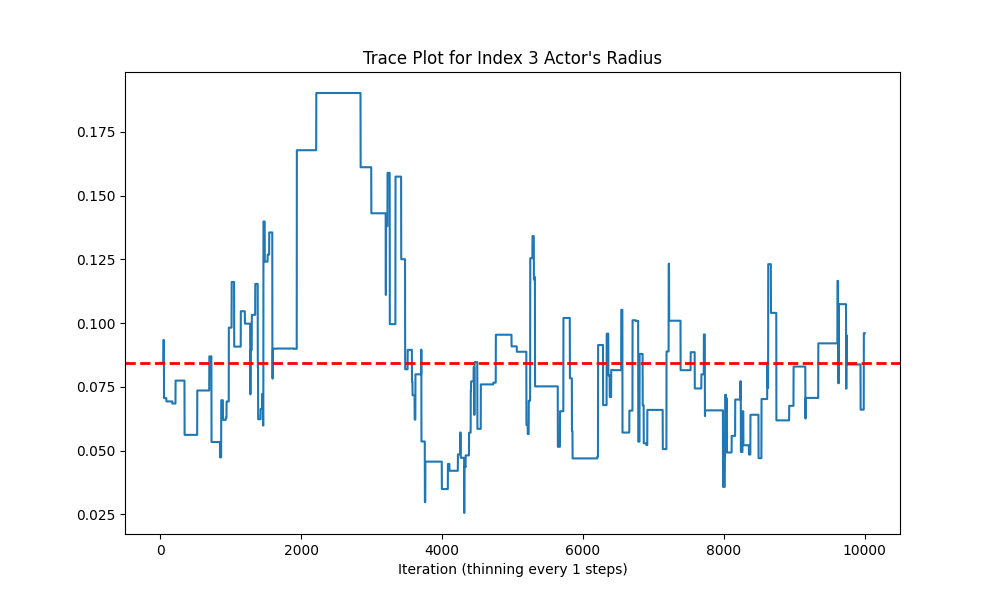 Trace Plot for Index 3 Actor's Radius
0.175
0.150
0.125
0.100
0.075
0.050
0.025
0 2000 4000 6000 8000 10000
Iteration (thinning every 1 steps)